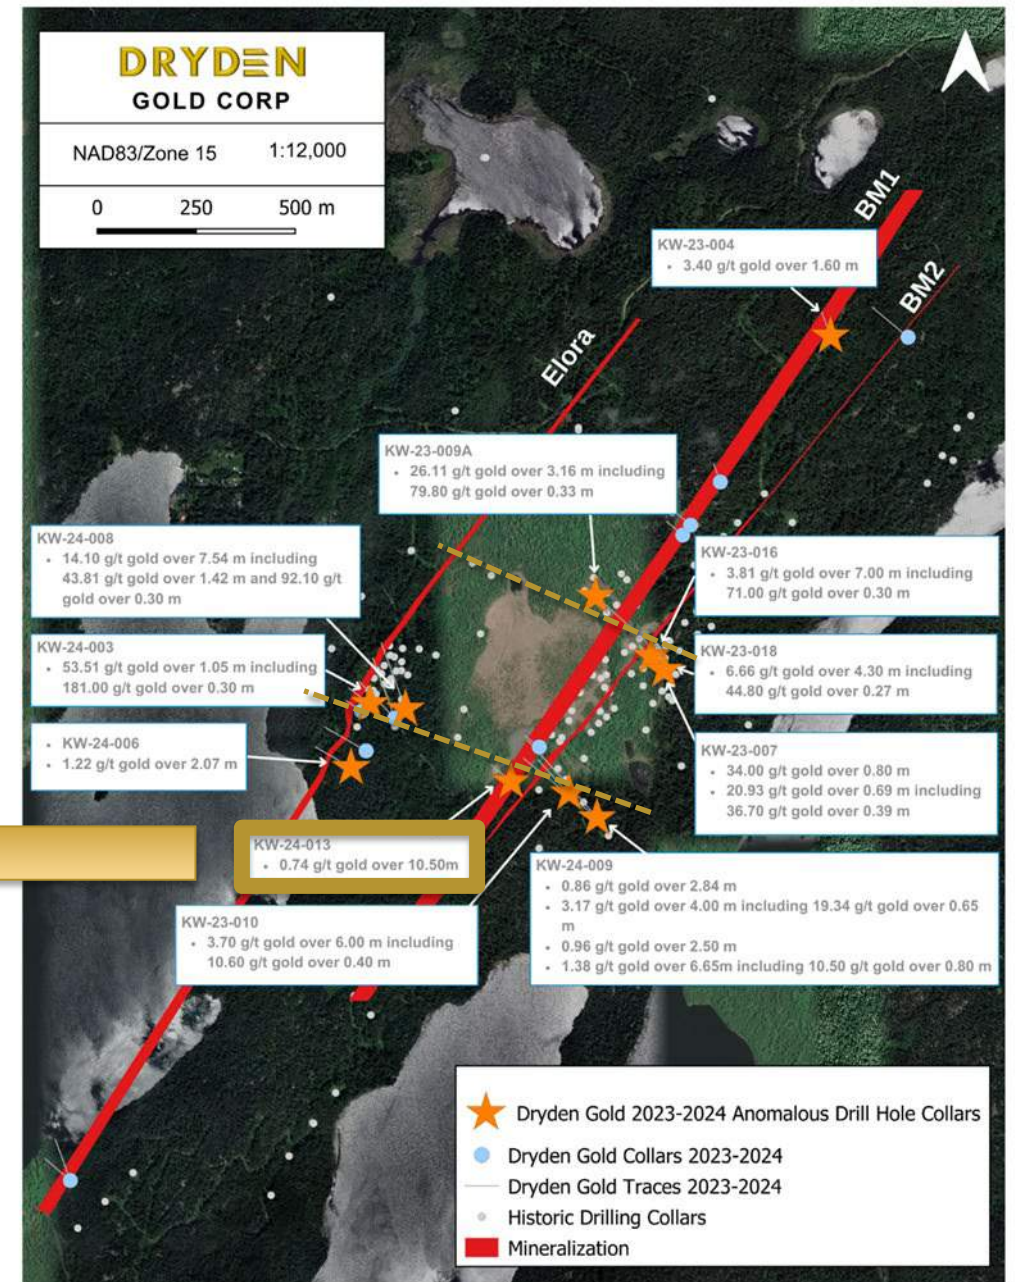 DRYDEN
GOLD CORP
NAD83/Zone 15 1:12,000
0 250 500 m
BM1
KW-23-004
• 3.40 g/t gold over 1.60 m
BM2
Elora
KW-23-009A
• 26.11 g/t gold over 3.16 m including
79.80 g/t gold over 0.33 m
KW-24-008
• 14.10 g/t gold over 7.54 m including
43.81 g/t gold over 1.42 m and 92.10 g/t
gold over 0.30 m
KW-23-016
• 3.81 g/t gold over 7.00 m including
71.00 g/t gold over 0.30 m
KW-24-003
• 53.51 g/t gold over 1.05 m including
181.00 g/t gold over 0.30 m
KW-23-018
• 6.66 g/t gold over 4.30 m including
44.80 g/t gold over 0.27 m
• KW-24-006
• 1.22 g/t gold over 2.07 m
KW-23-007
• 34.00 g/t gold over 0.80 m
• 20.93 g/t gold over 0.69 m including
36.70 g/t gold over 0.39 m
KW-24-013
• 0.74 g/t gold over 10.50m
KW-24-009
• 0.86 g/t gold over 2.84 m
• 3.17 g/t gold over 4.00 m including 19.34 g/t gold over 0.65
m
• 0.96 g/t gold over 2.50 m
• 1.38 g/t gold over 6.65m including 10.50 g/t gold over 0.80 m
KW-23-010
• 3.70 g/t gold over 6.00 m including
10.60 g/t gold over 0.40 m
Dryden Gold 2023-2024 Anomalous Drill Hole Collars
Dryden Gold Collars 2023-2024
Dryden Gold Traces 2023-2024
Historic Drilling Collars
Mineralization